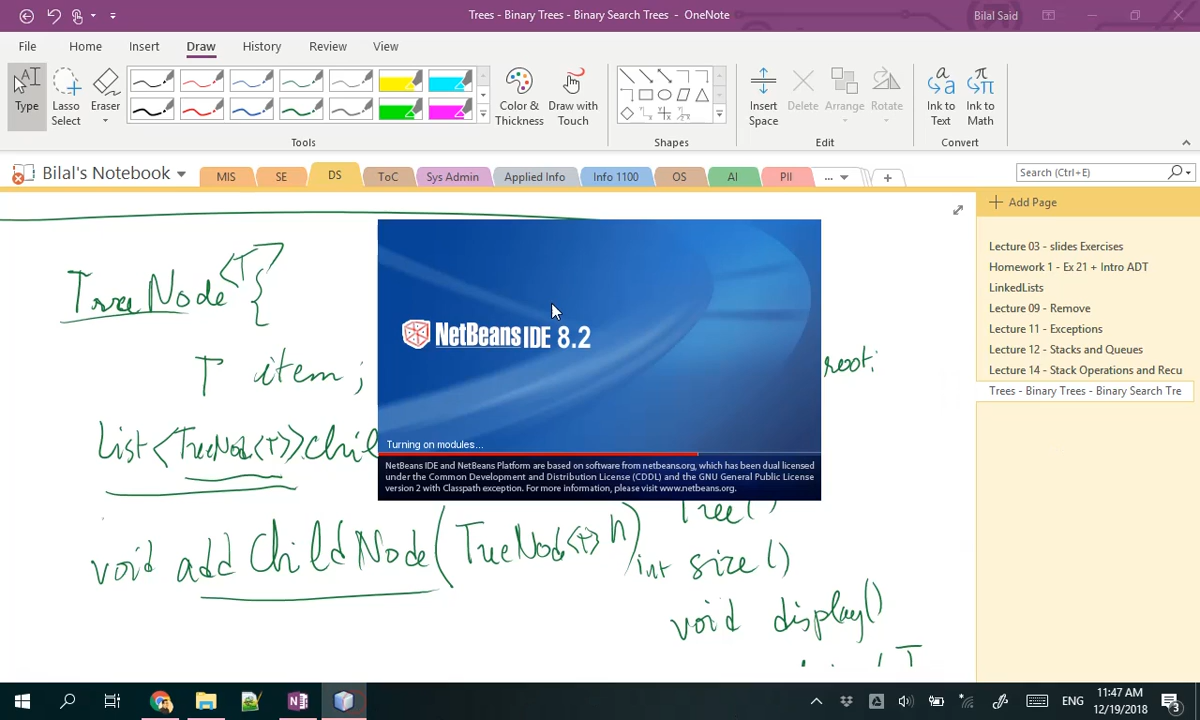 Trees - Binary Trees - Binary Search Trees - OneNote
Bilal Said
File Home Insert Draw History Review View
Type
Lasso Select
Eraser
Color & Thickness
Draw with Touch
Insert Space
Delete
Arrange
Rotate
Ink to Text
Ink to Math
Tools Shapes Edit Convert
Bilal's Notebook
MIS SE DS ToC Sys Admin Applied Info Info 1100 OS AI PII ...
Search (Ctrl+E)
Add Page
Lecture 03 - slides Exercises
Homework 1 - Ex 21 + Intro ADT
LinkedLists
Lecture 09 - Remove
Lecture 11 - Exceptions
Lecture 12 - Stacks and Queues
Lecture 14 - Stack Operations and Recu
Trees - Binary Trees - Binary Search Tre
TreeNode<T>{
T item;
root;
List<TreeNode<T>>chil
NetBeans IDE 8.2
Turning on modules...
NetBeans IDE and NetBeans Platform are based on software from netbeans.org, which has been dual licensed
under the Common Development and Distribution License (CDDL) and the GNU General Public License
version 2 with Classpath exception. For more information, please visit www.netbeans.org.
Tree()
void addChildNode(TreeNode<T> n)
int size()
void display()
ENG
11:47 AM
12/19/2018
3